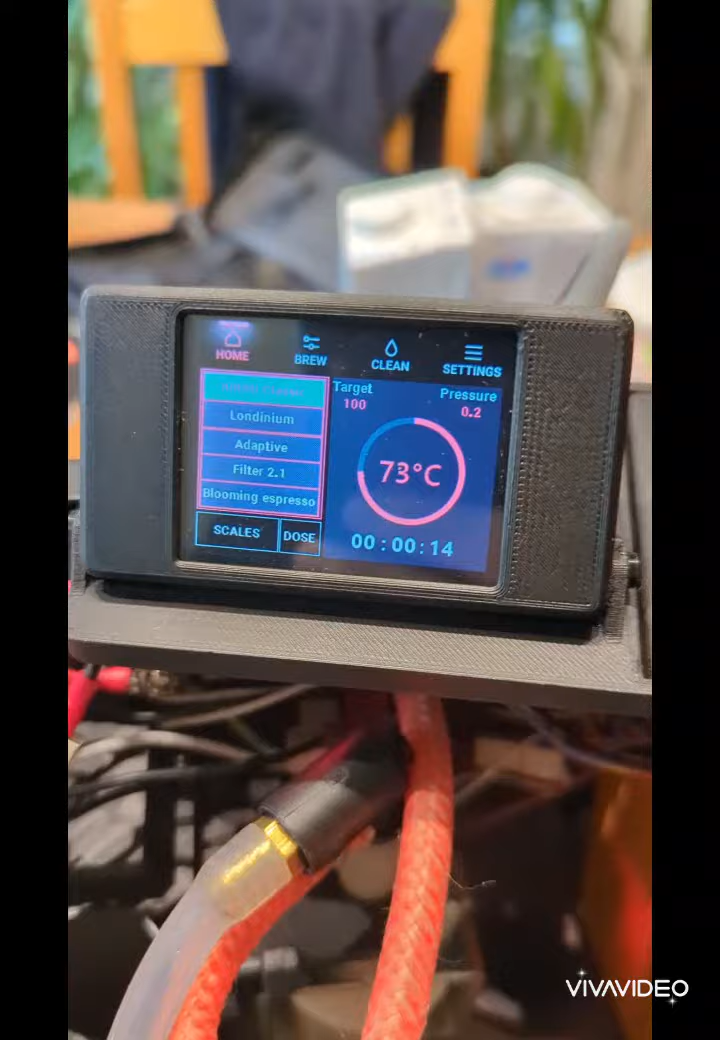 HOME
BREW
CLEAN
SETTINGS
Londinium
Adaptive
Filter 2.1
Blooming espresso
SCALES
DOSE
Target
100
Pressure
0.2
73°C
00:00:14
VIVAVIDEO